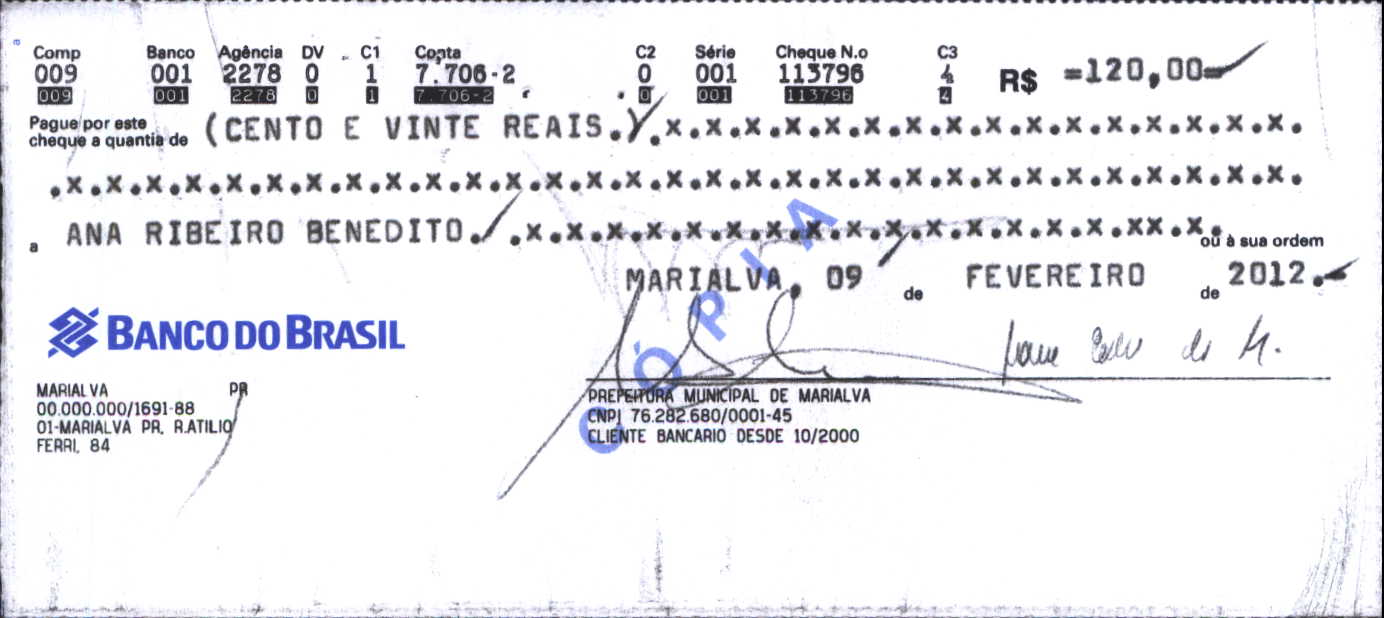 Comp Banco Agência DV C1 Conta C2 Série Cheque N.o C3
009 001 2278 0 1 7.706-2 0 001 113796 4 R$ =120,00=
009 001 2278 0 1 7.706-2 0 001 113796 4
Pague por este
cheque a quantia de (CENTO E VINTE REAIS.).x.x.x.x.x.x.x.x.x.x.x.x.x.x.x.x.
.x.x.x.x.x.x.x.x.x.x.x.x.x.x.x.x.x.x.x.x.x.x.x.x.x.x.x.x.x.x.x.
a ANA RIBEIRO BENEDITO./.x.x.x.x.x.x.x.x.x.x.x.x.x.x.x.xx.x.
ou à sua ordem
MARIALVA, 09 de FEVEREIRO de 2012.
CÓPIA
BANCO DO BRASIL
MARIALVA PR
00.000.000/1691-88
01-MARIALVA PR. R.ATILIO
FERRI, 84
PREFEITURA MUNICIPAL DE MARIALVA
CNPJ 76.282.680/0001-45
CLIENTE BANCARIO DESDE 10/2000